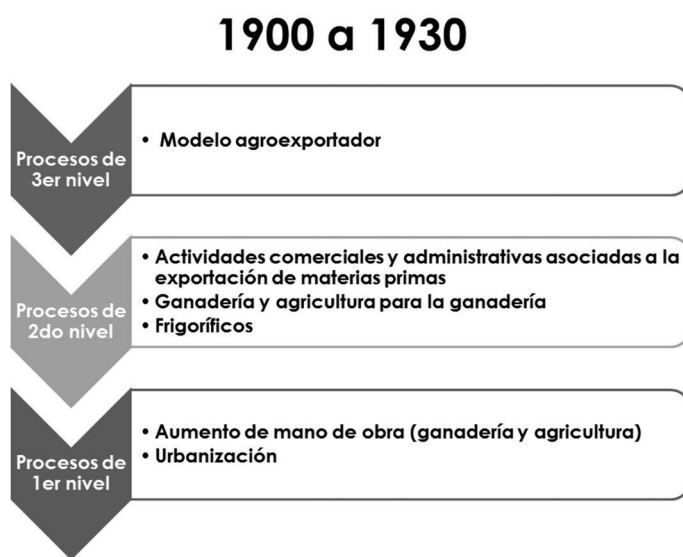 1900 a 1930
Procesos de
3er nivel
• Modelo agroexportador
Procesos de
2do nivel
• Actividades comerciales y administrativas asociadas a la
exportación de materias primas
• Ganadería y agricultura para la ganadería
• Frigoríficos
Procesos de
1er nivel
• Aumento de mano de obra (ganadería y agricultura)
• Urbanización